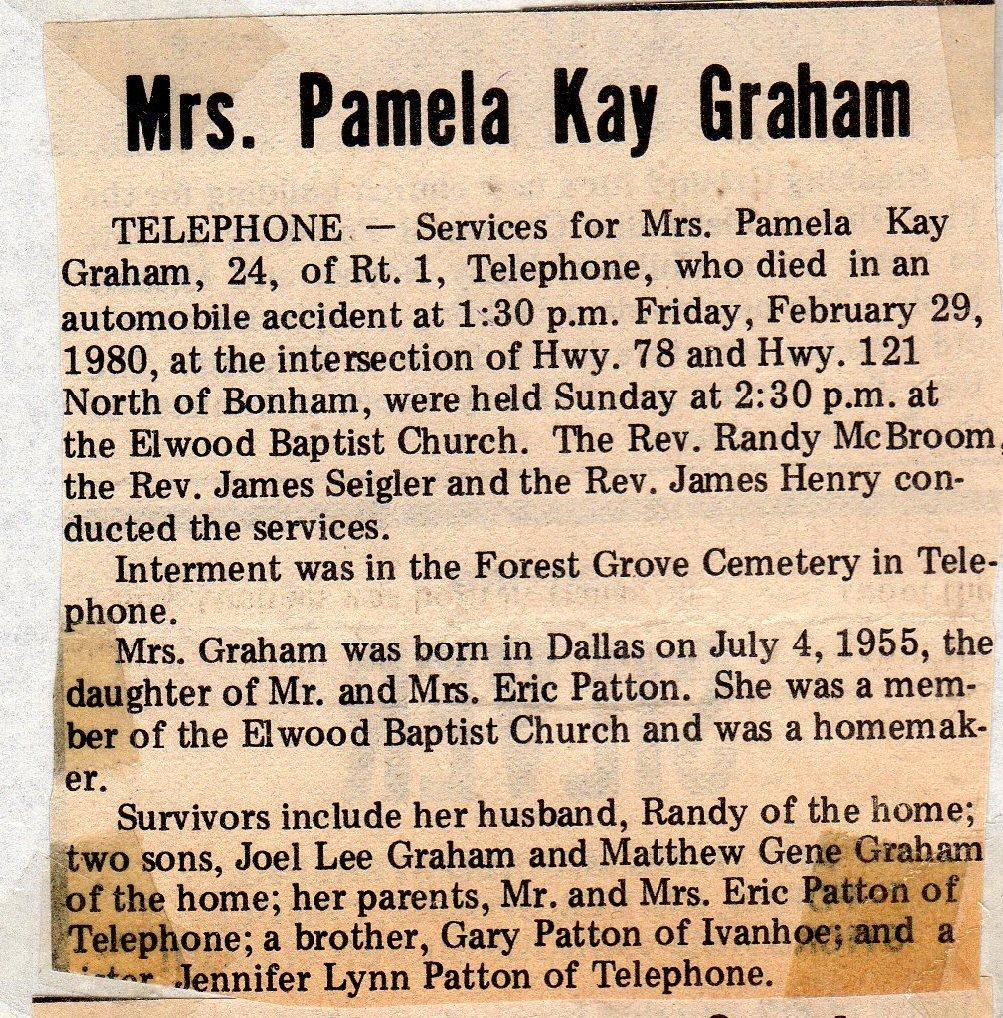 Mrs. Pamela Kay Graham
TELEPHONE — Services for Mrs. Pamela Kay
Graham, 24, of Rt. 1, Telephone, who died in an
automobile accident at 1:30 p.m. Friday, February 29,
1980, at the intersection of Hwy. 78 and Hwy. 121
North of Bonham, were held Sunday at 2:30 p.m. at
the Elwood Baptist Church. The Rev. Randy McBroom,
the Rev. James Seigler and the Rev. James Henry con-
ducted the services.
Interment was in the Forest Grove Cemetery in Tele-
phone.
Mrs. Graham was born in Dallas on July 4, 1955, the
daughter of Mr. and Mrs. Eric Patton. She was a mem-
ber of the Elwood Baptist Church and was a homemak-
er.
Survivors include her husband, Randy of the home;
two sons, Joel Lee Graham and Matthew Gene Graham
of the home; her parents, Mr. and Mrs. Eric Patton of
Telephone; a brother, Gary Patton of Ivanhoe; and a
Jennifer Lynn Patton of Telephone.